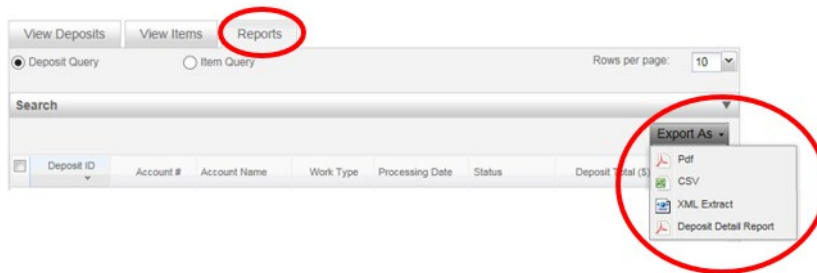 View Deposits View Items Reports
Deposit Query Item Query Rows per page: 10
Search
Export As
Deposit ID Account # Account Name Work Type Processing Date Status Deposit Total ($)
Pdf
CSV
XML Extract
Deposit Detail Report